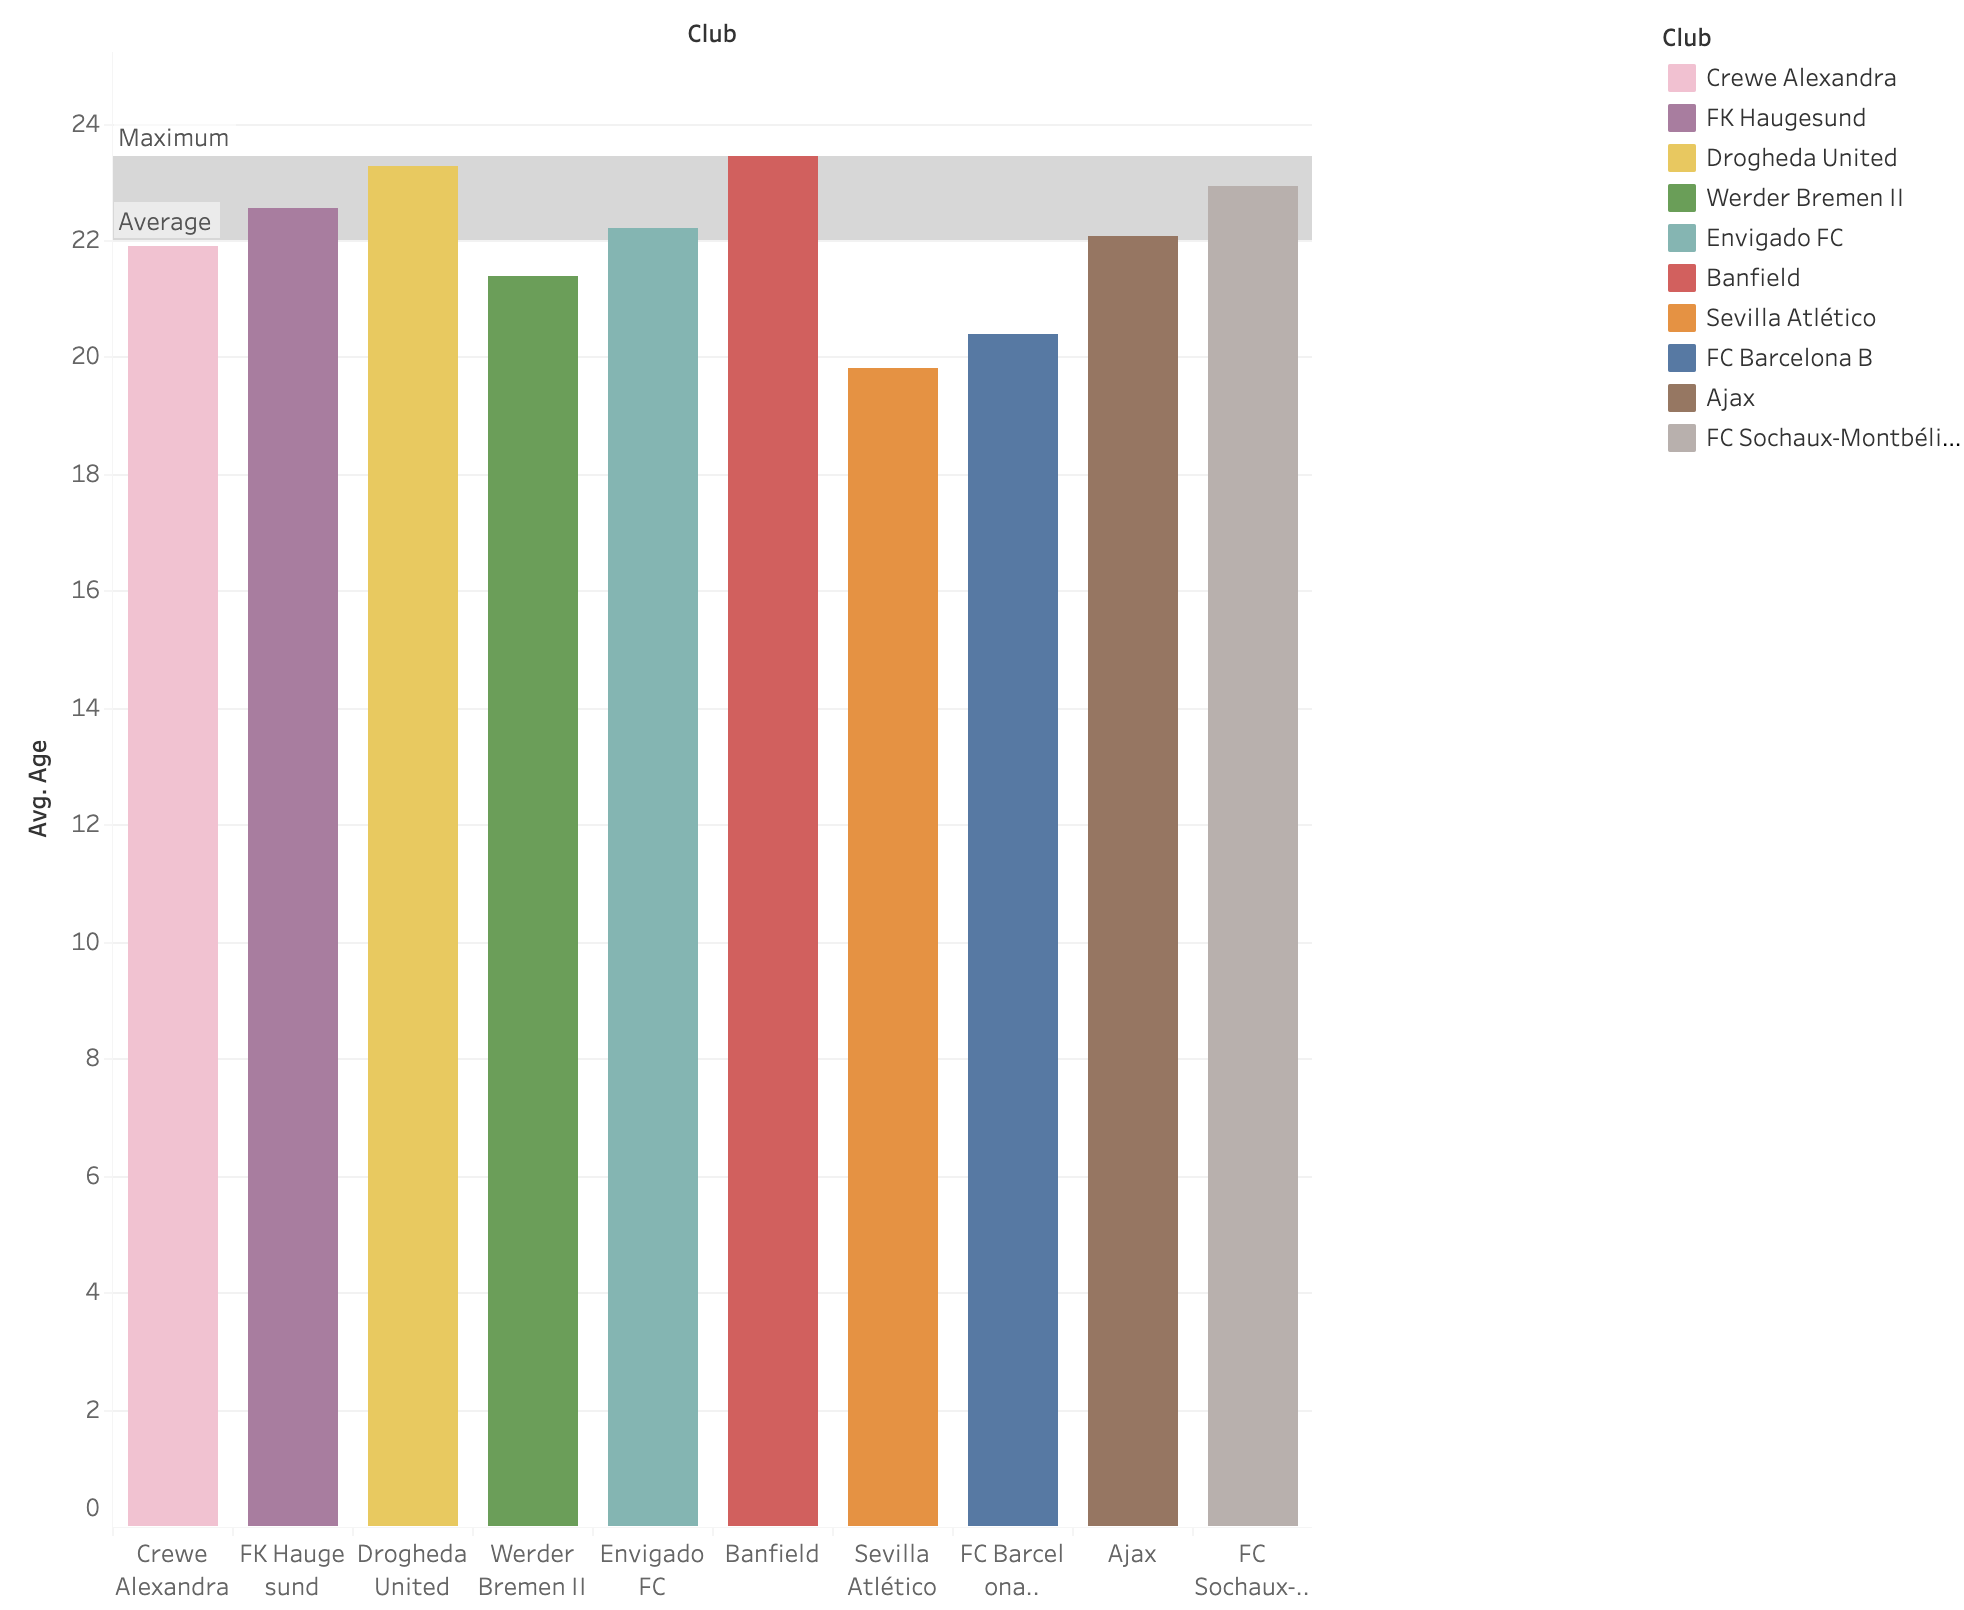 Club
24
Maximum
Average
22
20
18
16
14
12
10
8
6
4
2
0
Avg. Age
Crewe
Alexandra
FK Hauge
sund
Drogheda
United
Werder
Bremen II
Envigado
FC
Banfield
Sevilla
Atlético
FC Barcel
ona..
Ajax
FC
Sochaux-..
Club
Crewe Alexandra
FK Haugesund
Drogheda United
Werder Bremen II
Envigado FC
Banfield
Sevilla Atlético
FC Barcelona B
Ajax
FC Sochaux-Montbéli...